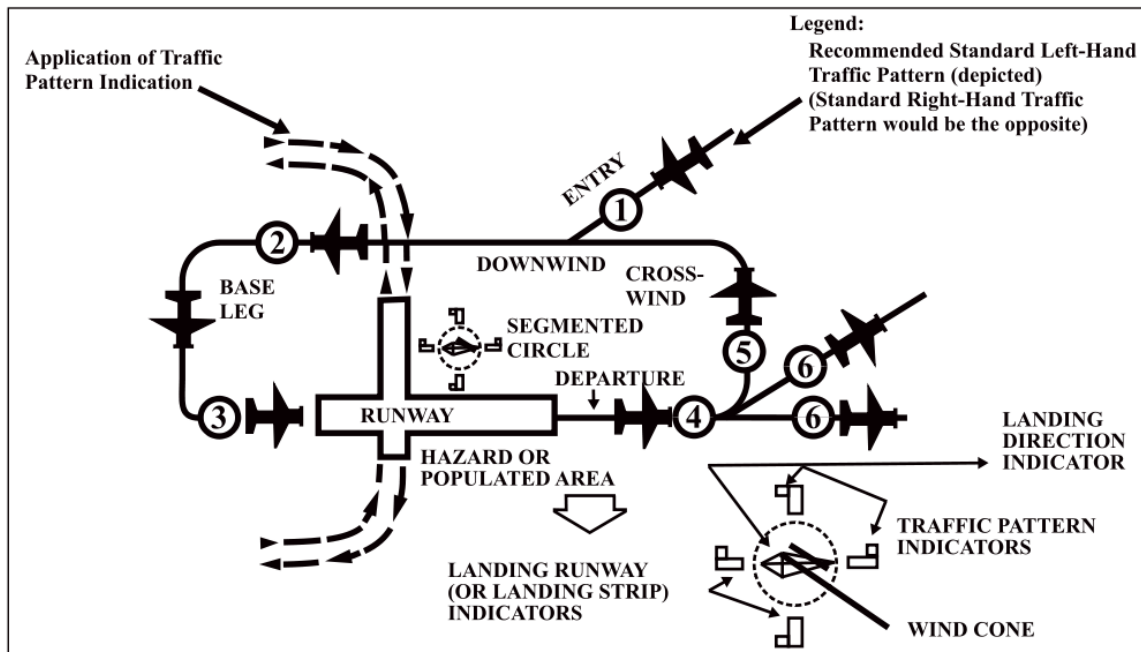 Legend:
Recommended Standard Left-Hand
Traffic Pattern (depicted)
(Standard Right-Hand Traffic
Pattern would be the opposite)
Application of Traffic
Pattern Indication
ENTRY
1
2
DOWNWIND
CROSS-
WIND
BASE
LEG
SEGMENTED
CIRCLE
5
6
DEPARTURE
3
RUNWAY
4
6
HAZARD OR
POPULATED AREA
LANDING
DIRECTION
INDICATOR
TRAFFIC PATTERN
INDICATORS
LANDING RUNWAY
(OR LANDING STRIP)
INDICATORS
WIND CONE